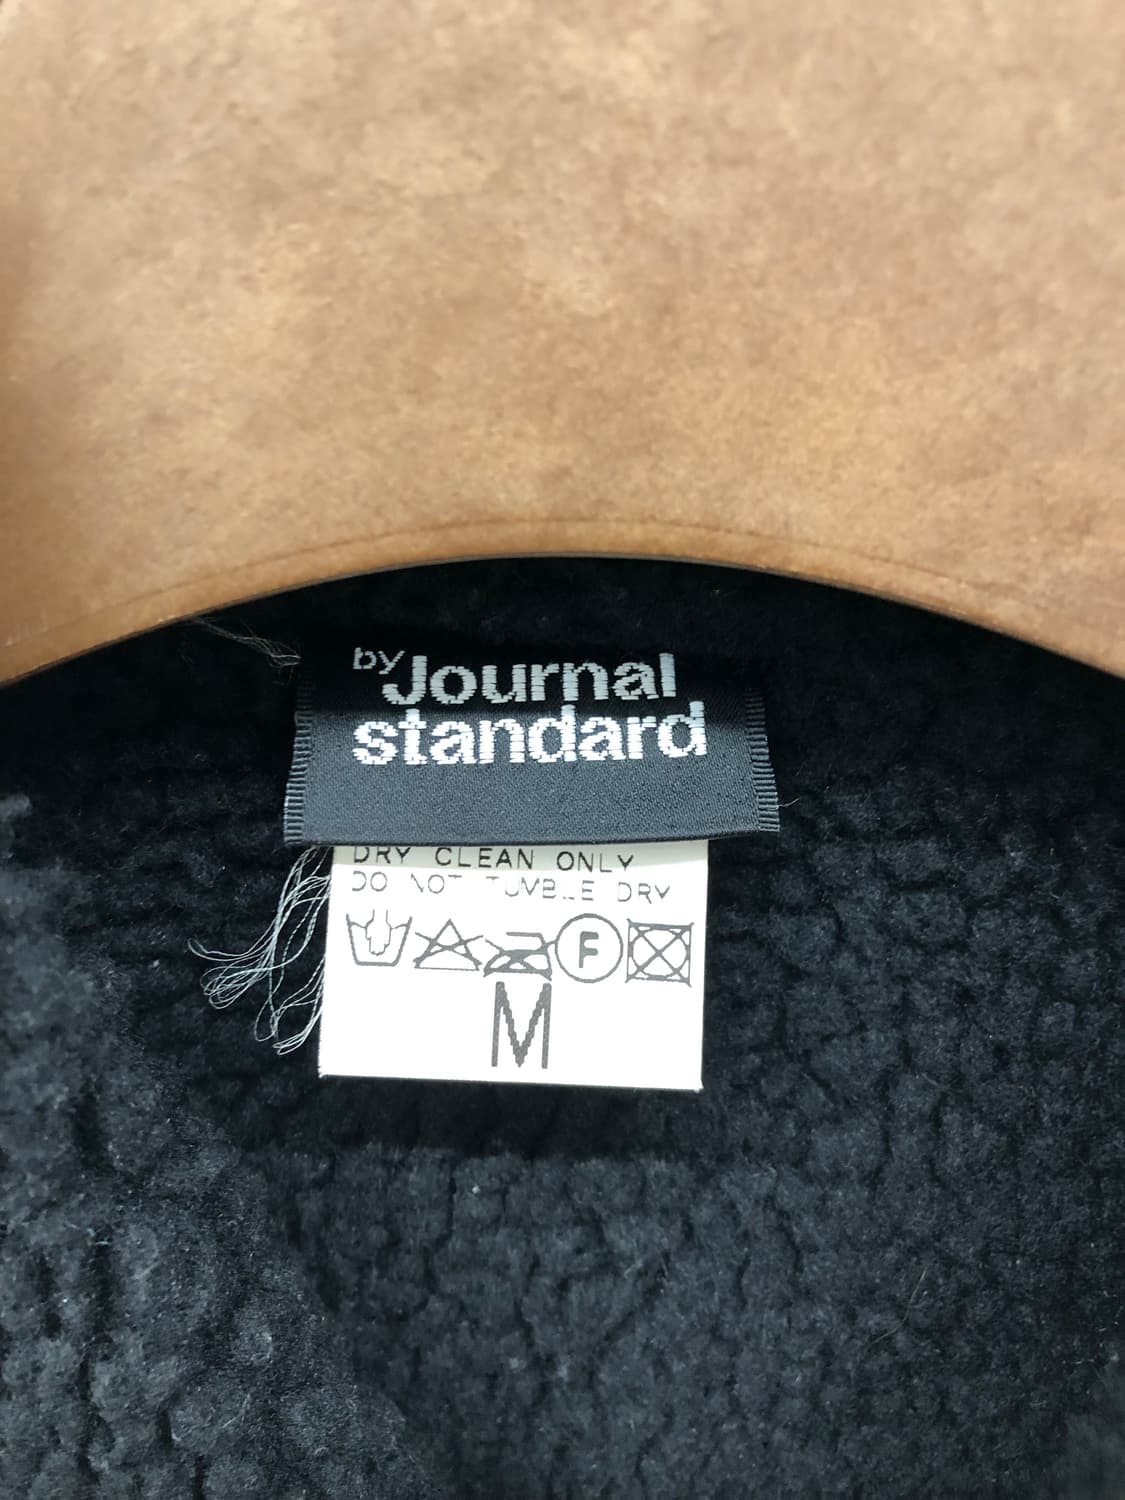 by Journal
standard
DRY CLEAN ONLY
DO NOT TUMBLE DRY
F
M